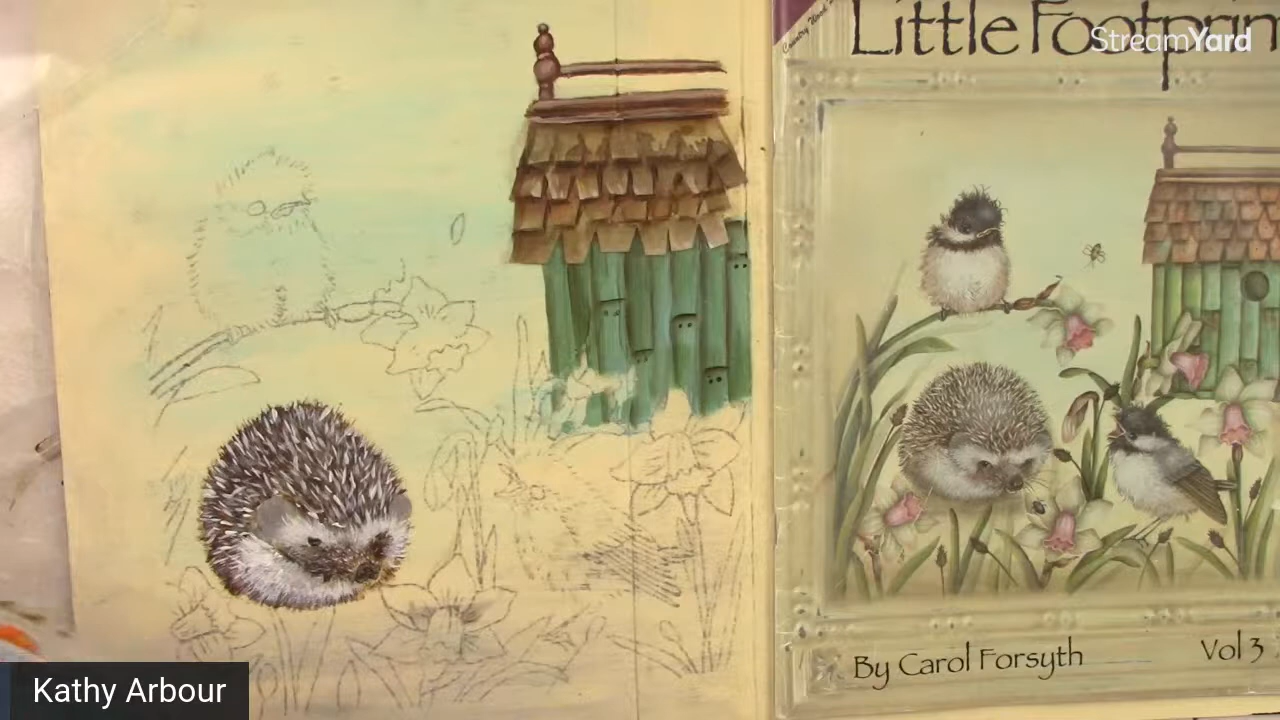 Little Footprin
StreamYard
By Carol Forsyth
Vol 3
Kathy Arbour